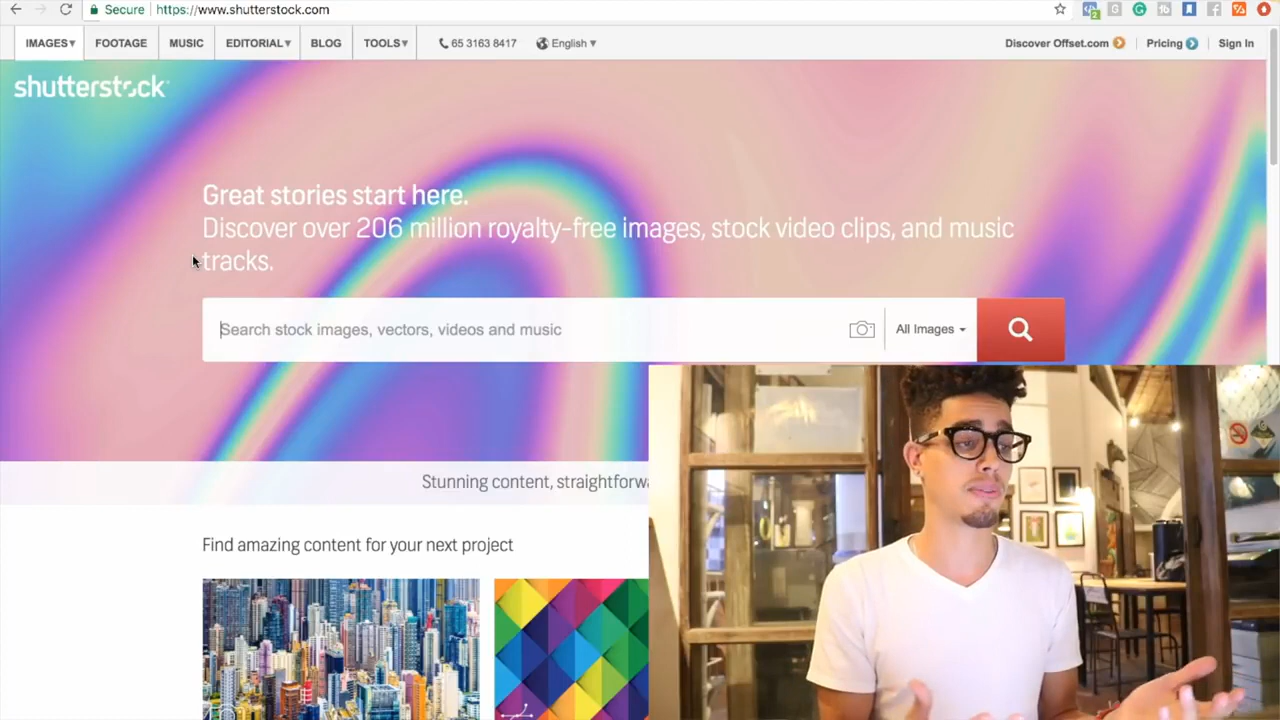 Secure https://www.shutterstock.com
2
IMAGES▾ FOOTAGE MUSIC EDITORIAL▾ BLOG TOOLS▾ 65 3163 8417 English ▾ Discover Offset.com Pricing Sign In
shutterstock
Great stories start here.
Discover over 206 million royalty-free images, stock video clips, and music
tracks.
Search stock images, vectors, videos and music All Images
Stunning content, straightforwa
Find amazing content for your next project